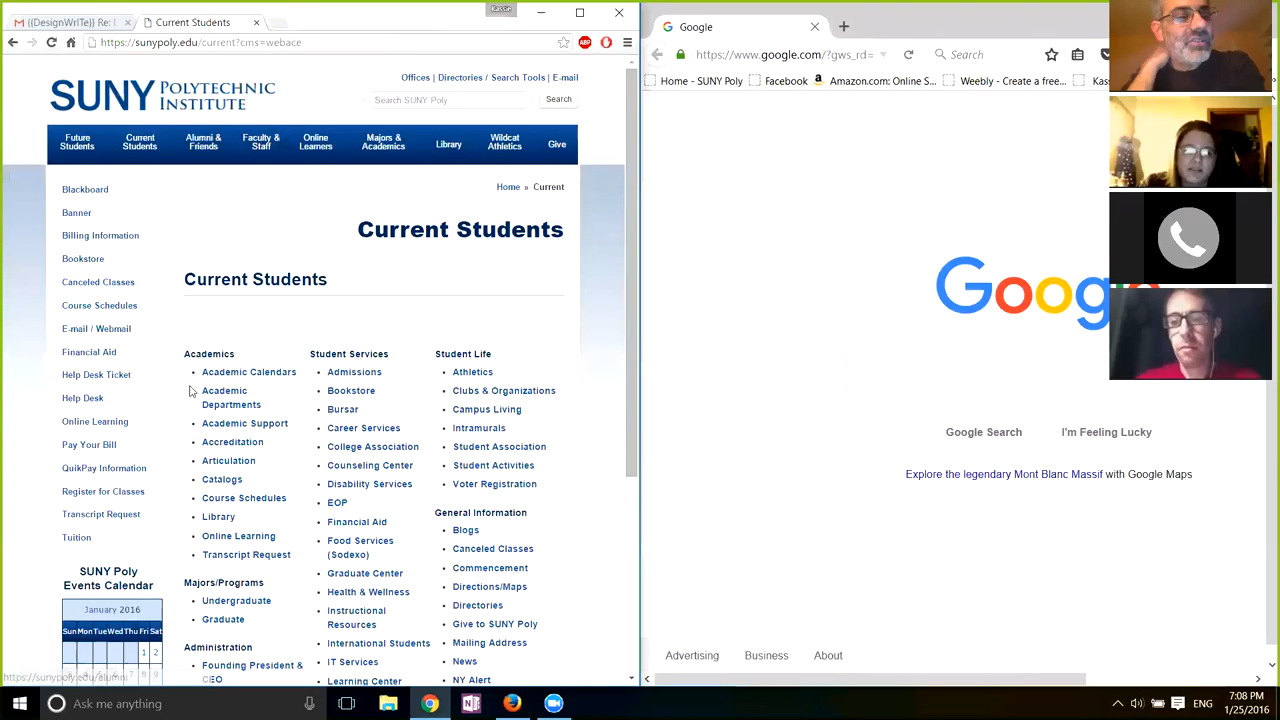 Kassie
((DesignWrITe)) Re: I
Current Students
https://sunypoly.edu/current?cms=webace
ABP
Offices | Directories / Search Tools | E-mail
SUNY POLYTECHNIC INSTITUTE
Search SUNY Poly
Search
Future Students
Current Students
Alumni & Friends
Faculty & Staff
Online Learners
Majors & Academics
Library
Wildcat Athletics
Give
Home » Current
Current Students
Blackboard
Banner
Billing Information
Bookstore
Canceled Classes
Course Schedules
E-mail / Webmail
Financial Aid
Help Desk Ticket
Help Desk
Online Learning
Pay Your Bill
QuikPay Information
Register for Classes
Transcript Request
Tuition
SUNY Poly
Events Calendar
January 2016
Sun Mon Tue Wed Thu Fri Sat
1 2
8 9
https://sunypoly.edu/alumni
Current Students
Academics
Academic Calendars
Academic
Departments
Academic Support
Accreditation
Articulation
Catalogs
Course Schedules
Library
Online Learning
Transcript Request
Majors/Programs
Undergraduate
Graduate
Administration
Founding President &
CEO
Student Services
Admissions
Bookstore
Bursar
Career Services
College Association
Counseling Center
Disability Services
EOP
Financial Aid
Food Services
(Sodexo)
Graduate Center
Health & Wellness
Instructional
Resources
International Students
IT Services
Learning Center
Student Life
Athletics
Clubs & Organizations
Campus Living
Intramurals
Student Association
Student Activities
Voter Registration
General Information
Blogs
Canceled Classes
Commencement
Directions/Maps
Directories
Give to SUNY Poly
Mailing Address
News
NY Alert
Google
https://www.google.com/?gws_rd=
Search
Home - SUNY Poly
Facebook
Amazon.com: Online S...
Weebly - Create a free...
Kas
Goog
Google Search
I'm Feeling Lucky
Explore the legendary Mont Blanc Massif with Google Maps
Advertising
Business
About
Ask me anything
ENG
7:08 PM
1/25/2016